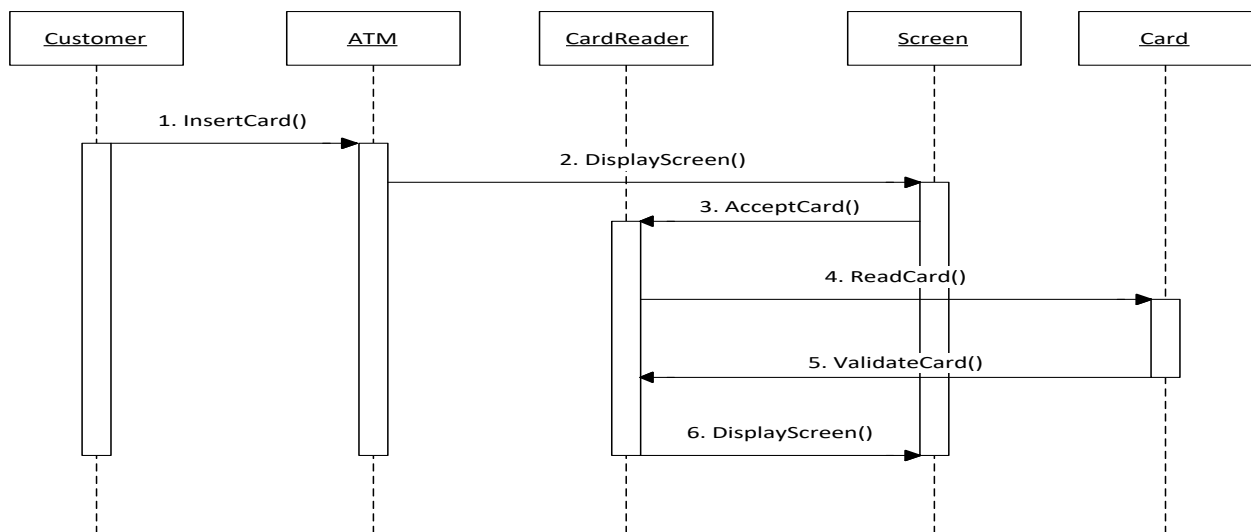 Customer
ATM
CardReader
Screen
Card
1. InsertCard()
2. DisplayScreen()
3. AcceptCard()
4. ReadCard()
5. ValidateCard()
6. DisplayScreen()